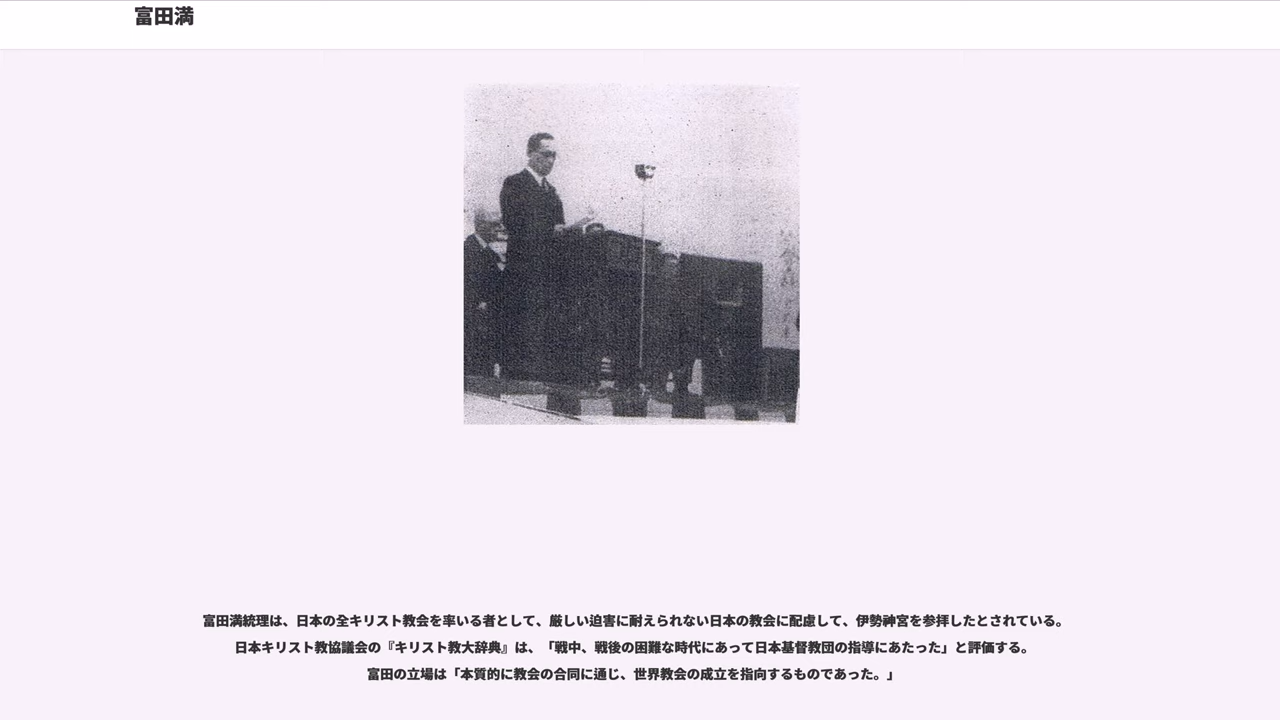 富田満
富田満統理は、日本の全キリスト教会を率いる者として、厳しい迫害に耐えられない日本の教会に配慮して、伊勢神宮を参拝したとされている。
日本キリスト教協議会の『キリスト教大辞典』は、「戦中、戦後の困難な時代にあって日本基督教団の指導にあたった」と評価する。
富田の立場は「本質的に教会の合同に通じ、世界教会の成立を指向するものであった。」